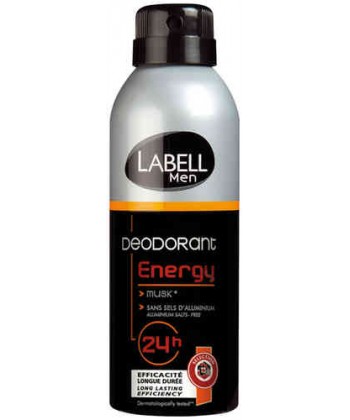 LABELL
Men
DEODORANT
Energy
MUSK*
SANS SELS D'ALUMINIUM
ALUMINIUM SALTS-FREE
24h
EFFICACITÉ
LONGUE DURÉE
LONG LASTING
EFFICIENCY
Dermatologically tested**